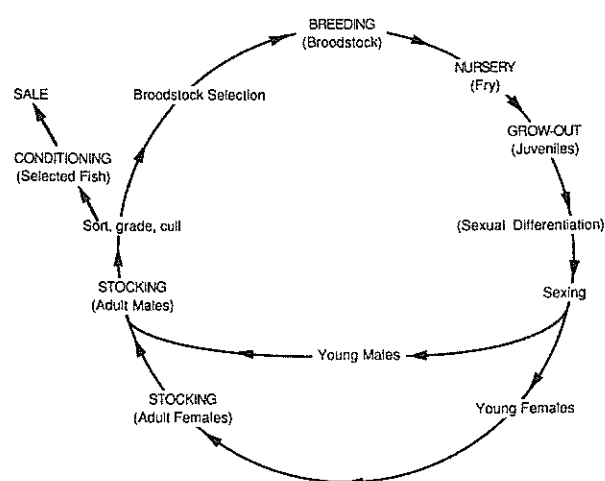 BREEDING
(Broodstock)
NURSERY
(Fry)
GROW-OUT
(Juveniles)
(Sexual Differentiation)
Sexing
Young Females
Young Males
STOCKING
(Adult Females)
STOCKING
(Adult Males)
Sort, grade, cull
CONDITIONING
(Selected Fish)
SALE
Broodstock Selection